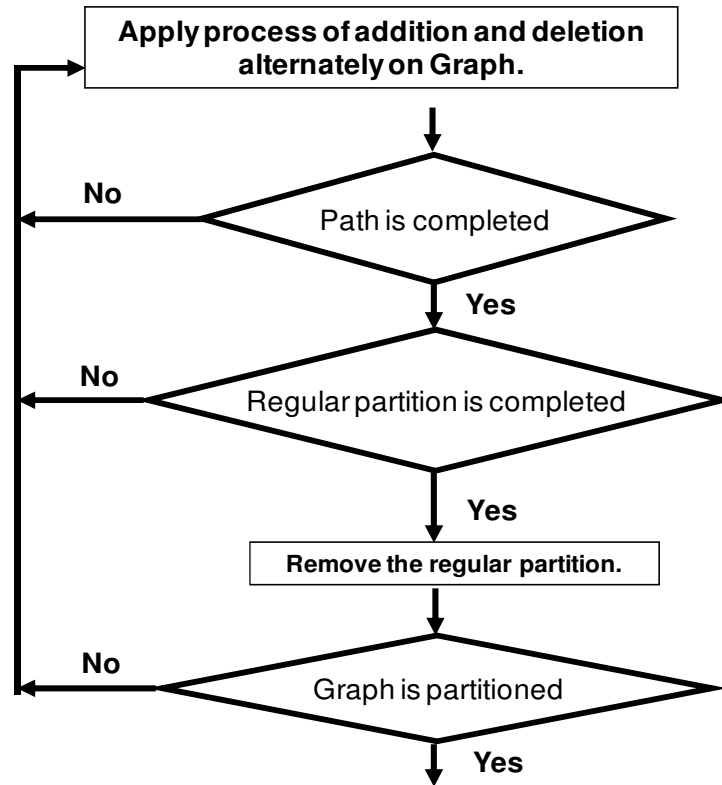 Apply process of addition and deletion
alternately on Graph.
No
Path is completed
Yes
No
Regular partition is completed
Yes
Remove the regular partition.
No
Graph is partitioned
Yes